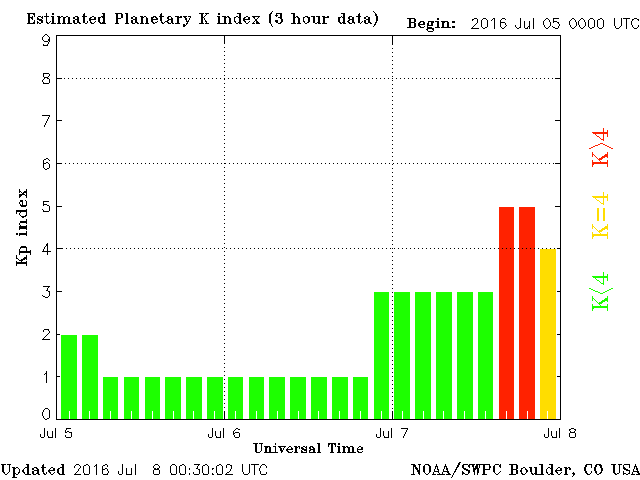 Estimated Planetary K index (3 hour data) Begin: 2016 Jul 05 0000 UTC
9
8
7
6
5
4
3
2
1
0
Kp index
K>4
K=4
K<4
Jul 5 Jul 6 Jul 7 Jul 8
Universal Time
Updated 2016 Jul 8 00:30:02 UTC NOAA/SWPC Boulder, CO USA